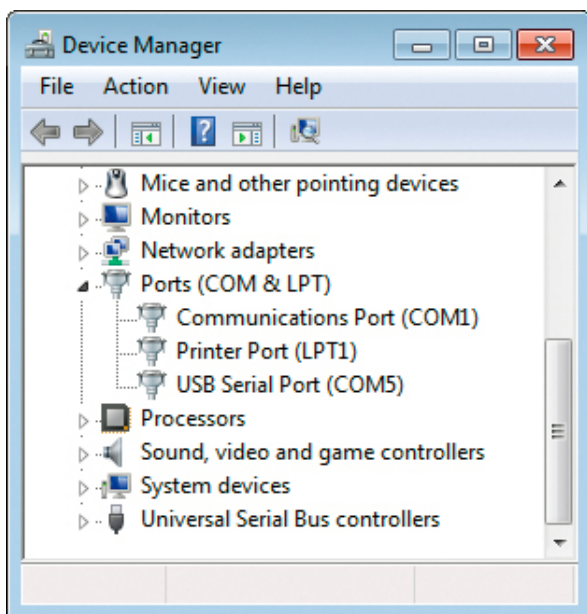 Device Manager
File Action View Help
Mice and other pointing devices
Monitors
Network adapters
Ports (COM & LPT)
Communications Port (COM1)
Printer Port (LPT1)
USB Serial Port (COM5)
Processors
Sound, video and game controllers
System devices
Universal Serial Bus controllers